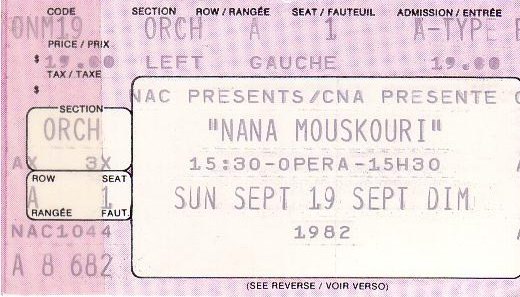 CODE SECTION ROW / RANGÉE SEAT / FAUTEUIL ADMISSION / ENTRÉE
ONM19 ORCH A 1 A-TYPE
PRICE / PRIX
$ 19.00 LEFT GAUCHE 19.00
TAX / TAXE
$
NAC PRESENTS/CNA PRESENTE
SECTION
ORCH "NANA MOUSKOURI"
AX 3X 15:30-OPERA-15H30
ROW SEAT
A 1 SUN SEPT 19 SEPT DIM
RANGÉE FAUT.
NAC1044 1982
A 8 682
(SEE REVERSE / VOIR VERSO)